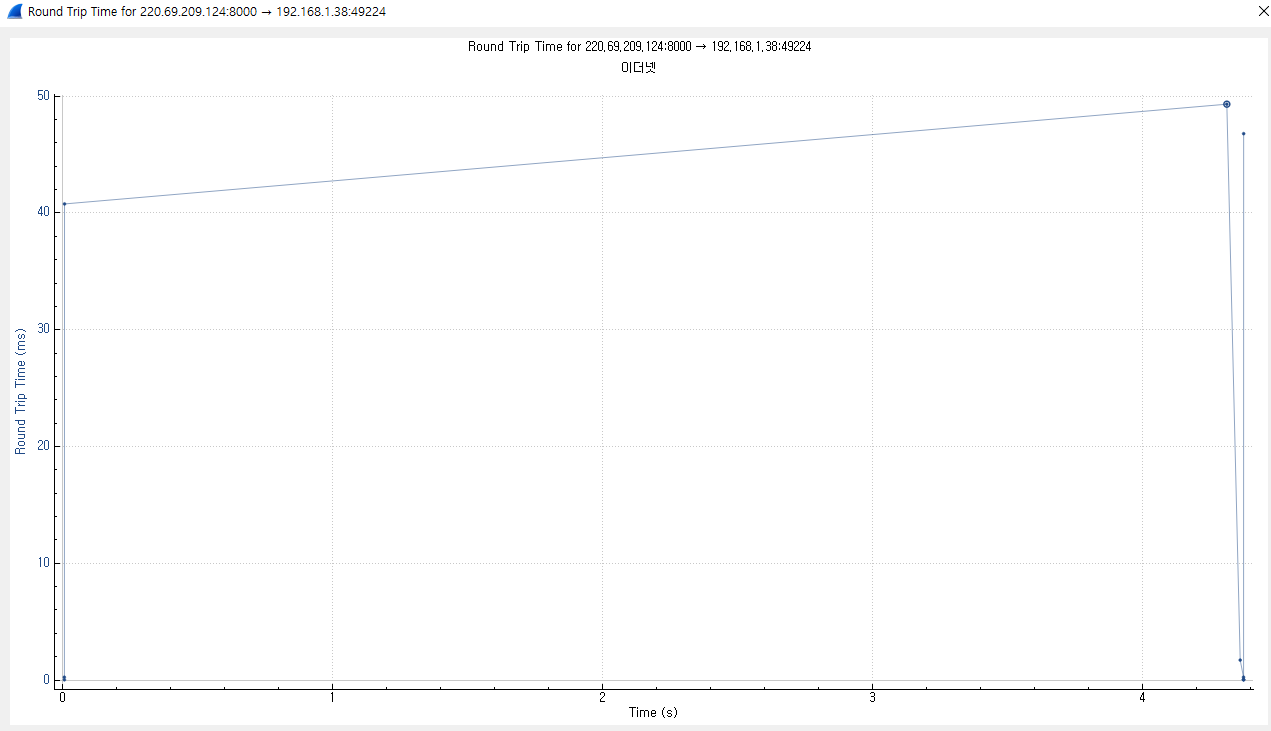 Round Trip Time for 220.69.209.124:8000 → 192.168.1.38:49224
Round Trip Time for 220.69.209.124:8000 → 192.168.1.38:49224
이더넷
Round Trip Time (ms)
50
40
30
20
10
0
0 1 2 3 4
Time (s)